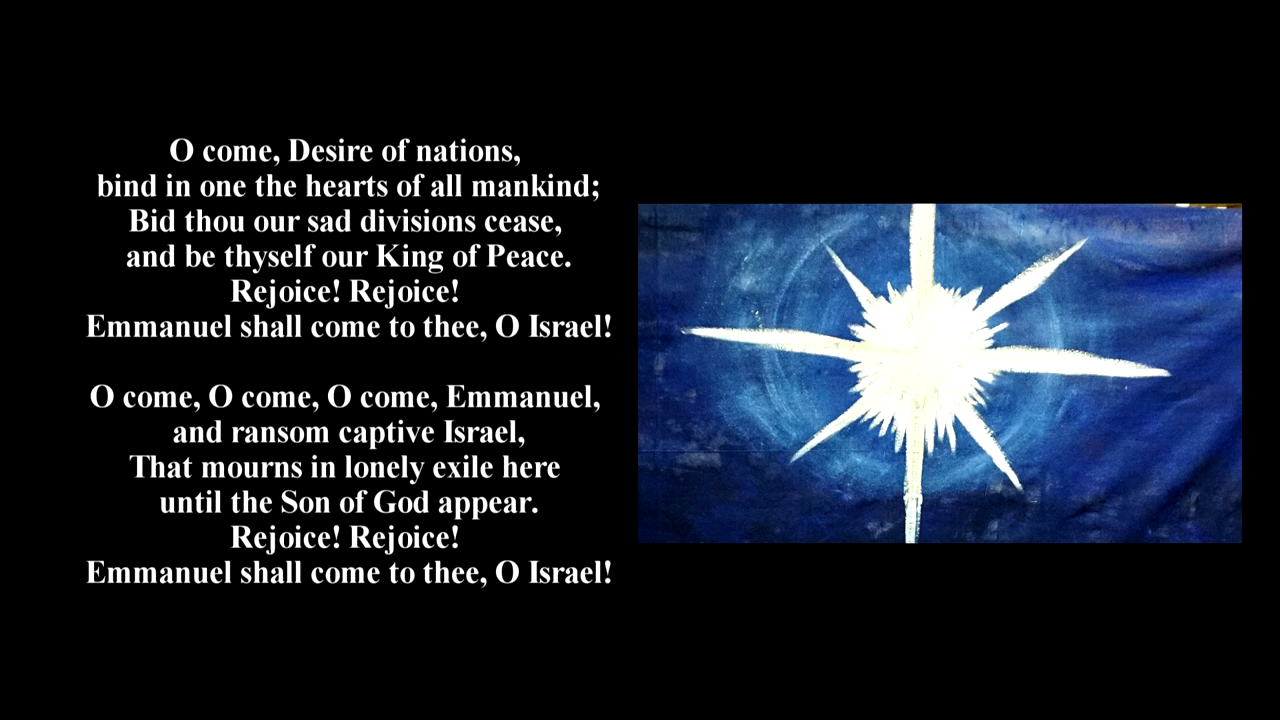 O come, Desire of nations,
bind in one the hearts of all mankind;
Bid thou our sad divisions cease,
and be thyself our King of Peace.
Rejoice! Rejoice!
Emmanuel shall come to thee, O Israel!
O come, O come, O come, Emmanuel,
and ransom captive Israel,
That mourns in lonely exile here
until the Son of God appear.
Rejoice! Rejoice!
Emmanuel shall come to thee, O Israel!